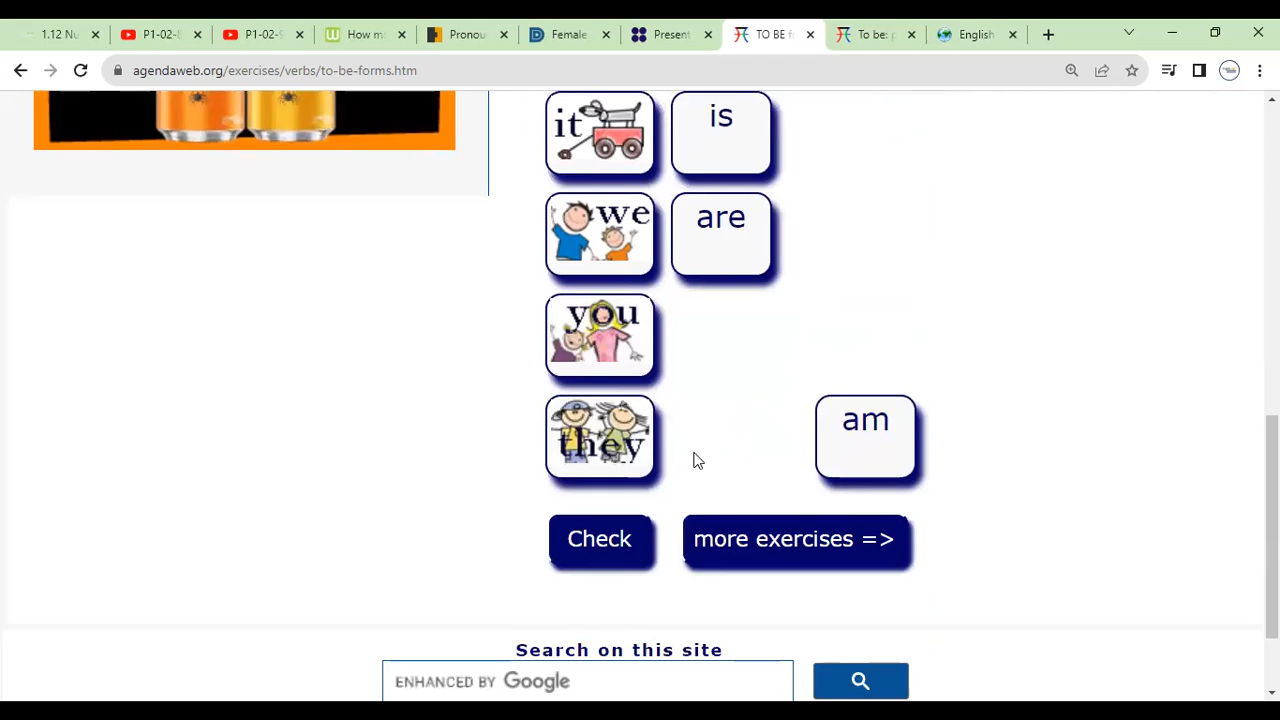 1.12 Nu
P1-02-
P1-02-S
How m
Pronou
Female
Present
TO BE f
To be: p
English
agendaweb.org/exercises/verbs/to-be-forms.htm
it
is
we
are
you
they
am
Check
more exercises =>
Search on this site
ENHANCED BY Google